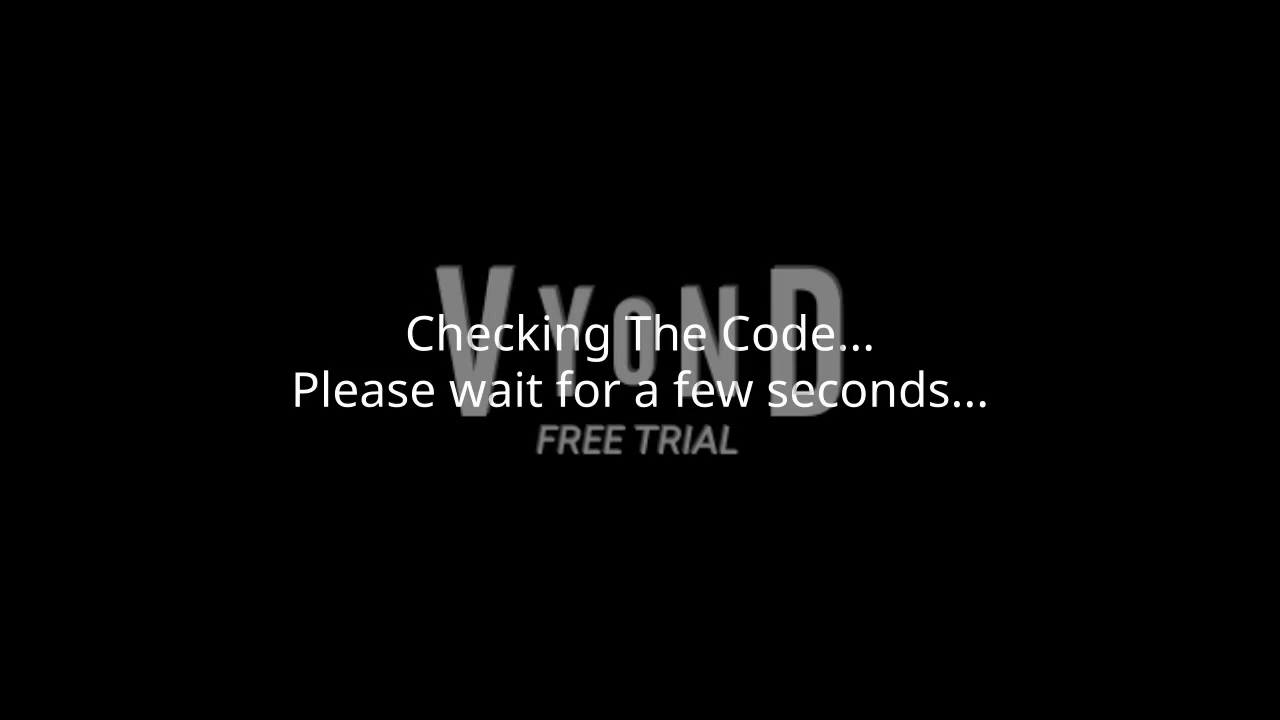 VYOND
Checking The Code...
Please wait for a few seconds...
FREE TRIAL